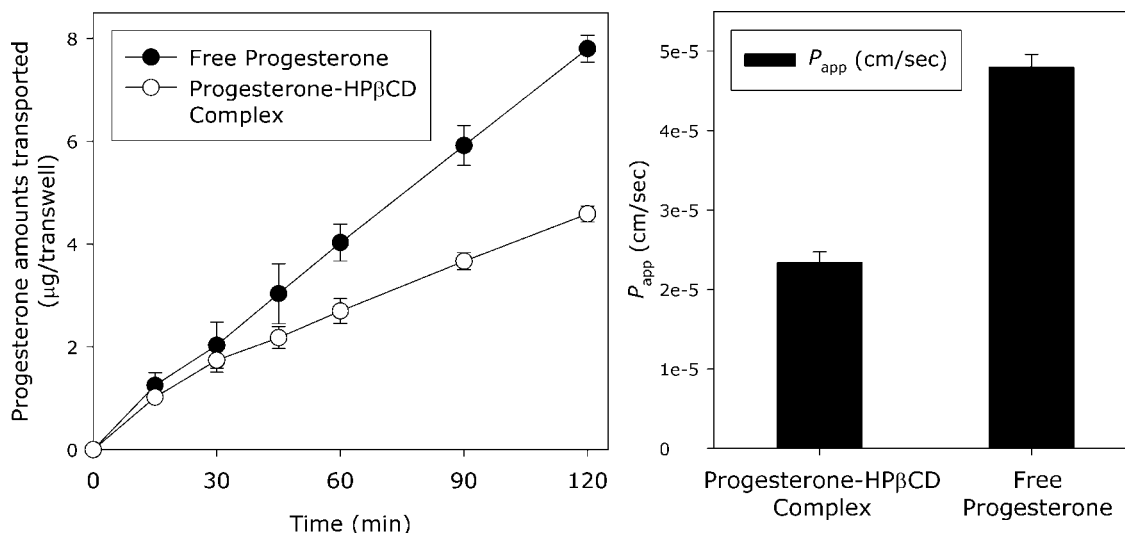 Progesterone amounts transported
(µg/transwell)
8
6
4
2
0
Free Progesterone
Progesterone-HPβCD
Complex
0 30 60 90 120
Time (min)
P app (cm/sec)
5e-5
4e-5
3e-5
2e-5
1e-5
0
P app (cm/sec)
Progesterone-HPβCD
Complex
Free
Progesterone